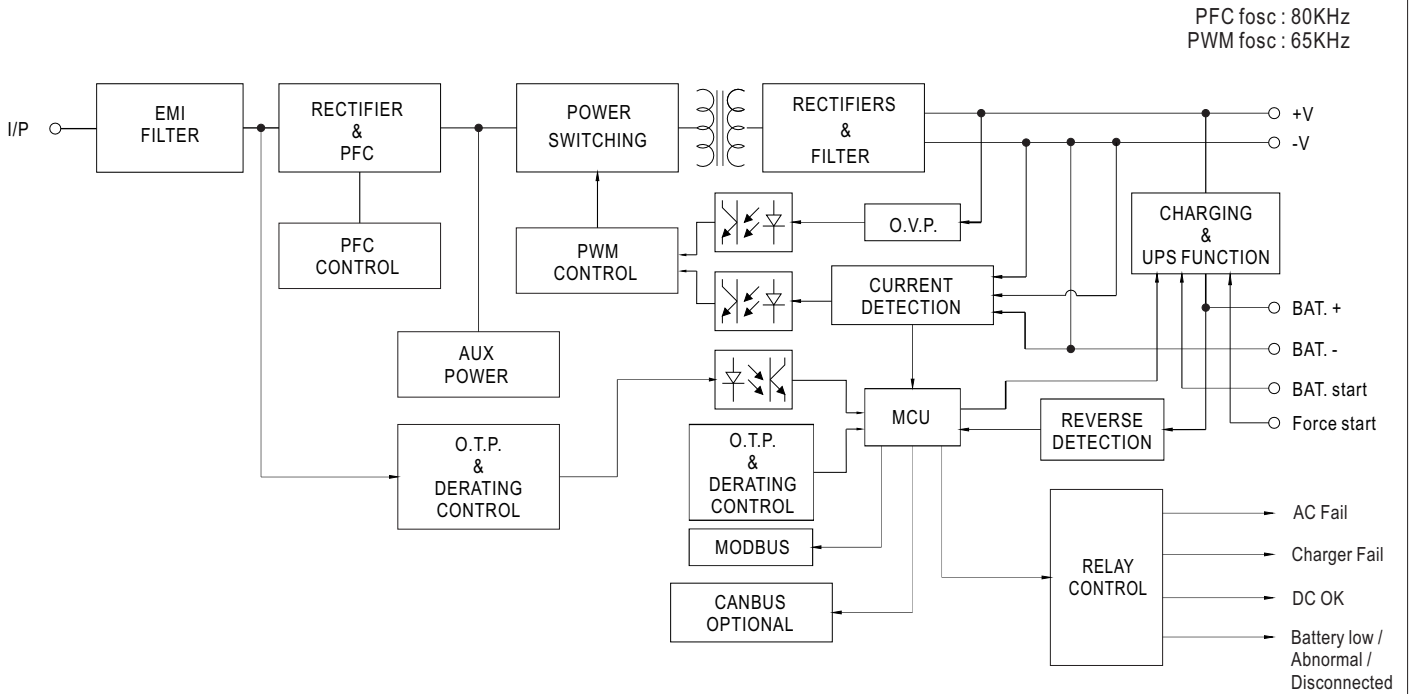 PFC fosc : 80KHz
PWM fosc : 65KHz
I/P
EMI
FILTER
RECTIFIER
&
PFC
POWER
SWITCHING
RECTIFIERS
&
FILTER
+V
-V
PFC
CONTROL
PWM
CONTROL
O.V.P.
CHARGING
&
UPS FUNCTION
CURRENT
DETECTION
BAT. +
BAT. -
AUX
POWER
BAT. start
MCU
REVERSE
DETECTION
Force start
O.T.P.
&
DERATING
CONTROL
O.T.P.
&
DERATING
CONTROL
MODBUS
CANBUS
OPTIONAL
RELAY
CONTROL
AC Fail
Charger Fail
DC OK
Battery low /
Abnormal /
Disconnected